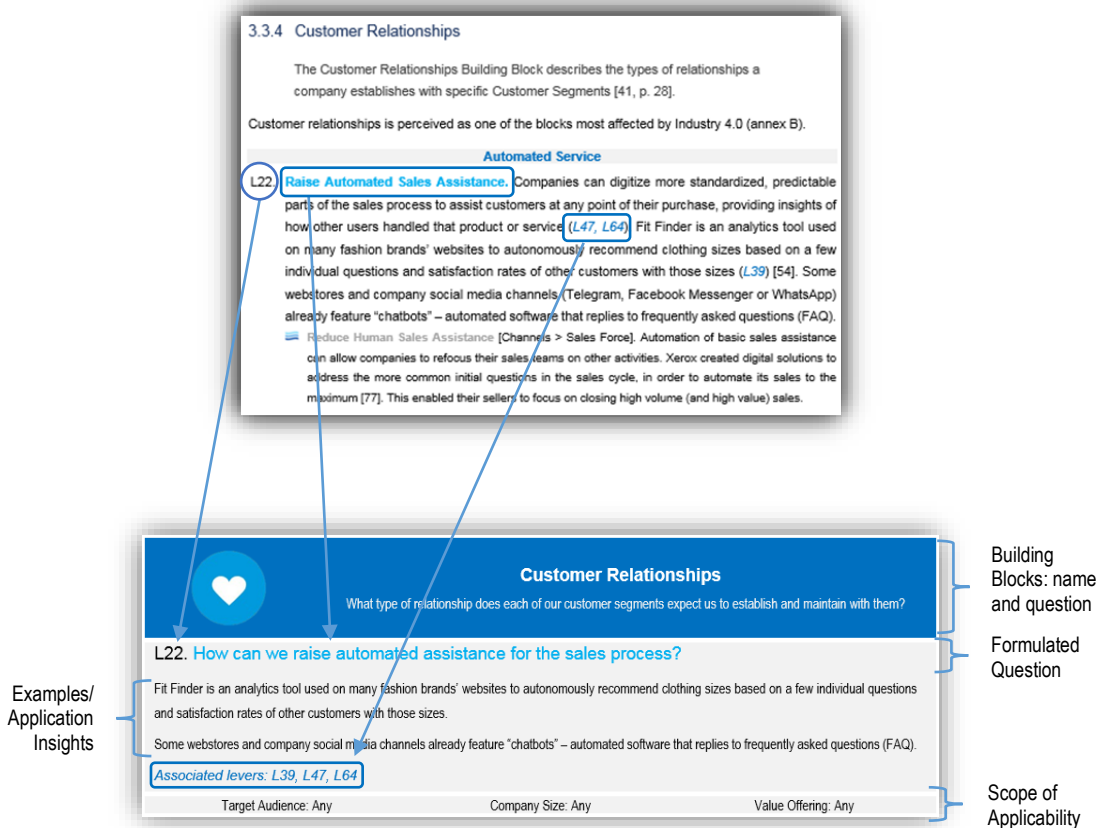 3.3.4 Customer Relationships
The Customer Relationships Building Block describes the types of relationships a
company establishes with specific Customer Segments [41, p. 28].
Customer relationships is perceived as one of the blocks most affected by Industry 4.0 (annex B).
Automated Service
L22. Raise Automated Sales Assistance. Companies can digitize more standardized, predictable
parts of the sales process to assist customers at any point of their purchase, providing insights of
how other users handled that product or service (L47, L64). Fit Finder is an analytics tool used
on many fashion brands' websites to autonomously recommend clothing sizes based on a few
individual questions and satisfaction rates of other customers with those sizes (L39) [54]. Some
webstores and company social media channels (Telegram, Facebook Messenger or WhatsApp)
already feature "chatbots" – automated software that replies to frequently asked questions (FAQ).
Reduce Human Sales Assistance [Channels > Sales Force]. Automation of basic sales assistance
can allow companies to refocus their sales teams on other activities. Xerox created digital solutions to
address the more common initial questions in the sales cycle, in order to automate its sales to the
maximum [77]. This enabled their sellers to focus on closing high volume (and high value) sales.
Customer Relationships
What type of relationship does each of our customer segments expect us to establish and maintain with them?
Building
Blocks: name
and question
L22. How can we raise automated assistance for the sales process?
Formulated
Question
Examples/
Application
Insights
Fit Finder is an analytics tool used on many fashion brands' websites to autonomously recommend clothing sizes based on a few individual questions
and satisfaction rates of other customers with those sizes.
Some webstores and company social media channels already feature "chatbots" – automated software that replies to frequently asked questions (FAQ).
Associated levers: L39, L47, L64
Target Audience: Any
Company Size: Any
Value Offering: Any
Scope of
Applicability